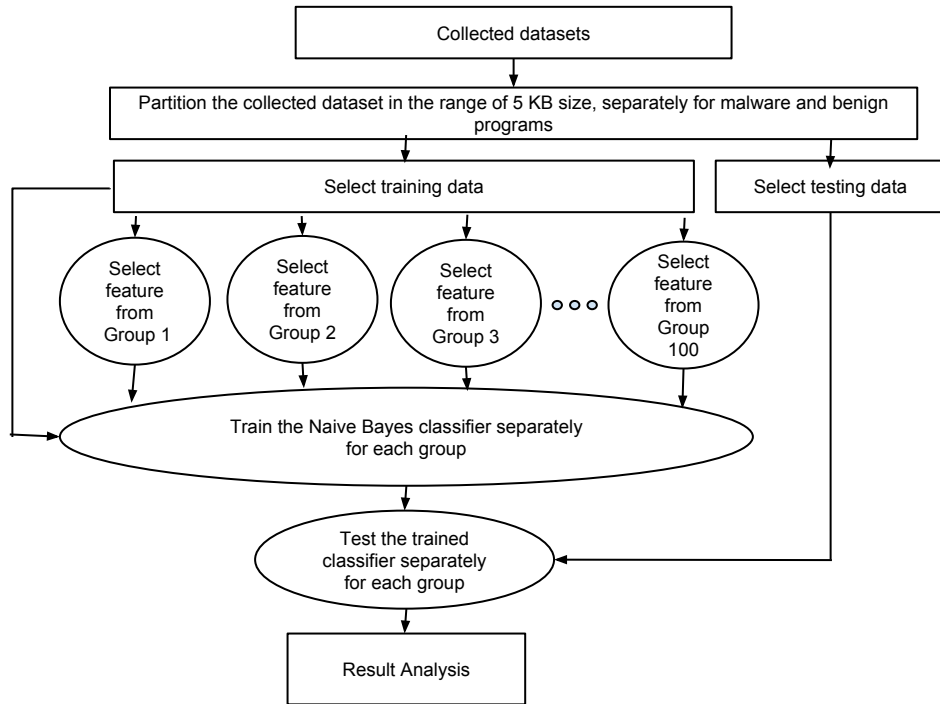 Collected datasets
Partition the collected dataset in the range of 5 KB size, separately for malware and benign
programs
Select training data
Select testing data
Select
feature
from
Group 1
Select
feature
from
Group 2
Select
feature
from
Group 3
Select
feature
from
Group
100
Train the Naive Bayes classifier separately
for each group
Test the trained
classifier separately
for each group
Result Analysis